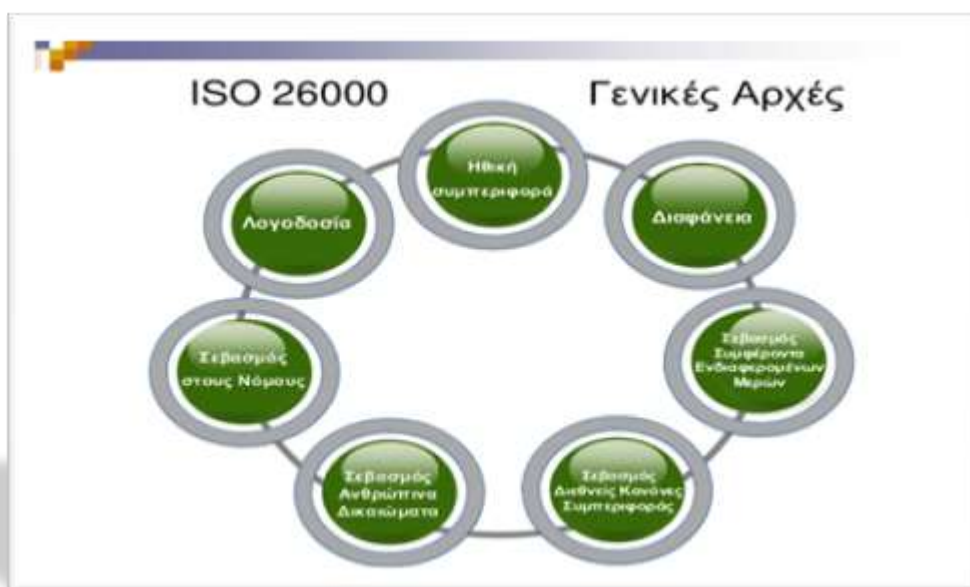 ISO 26000 Γενικές Αρχές
Ηθική
συμπεριφορά
Διαφάνεια
Σεβασμός
Συμφέροντα
Ενδιαφερομένων
Μερών
Σεβασμός
Διεθνείς Κανόνες
Συμπεριφοράς
Σεβασμός
Ανθρώπινα
Δικαιώματα
Σεβασμός
στους Νόμους
Λογοδοσία